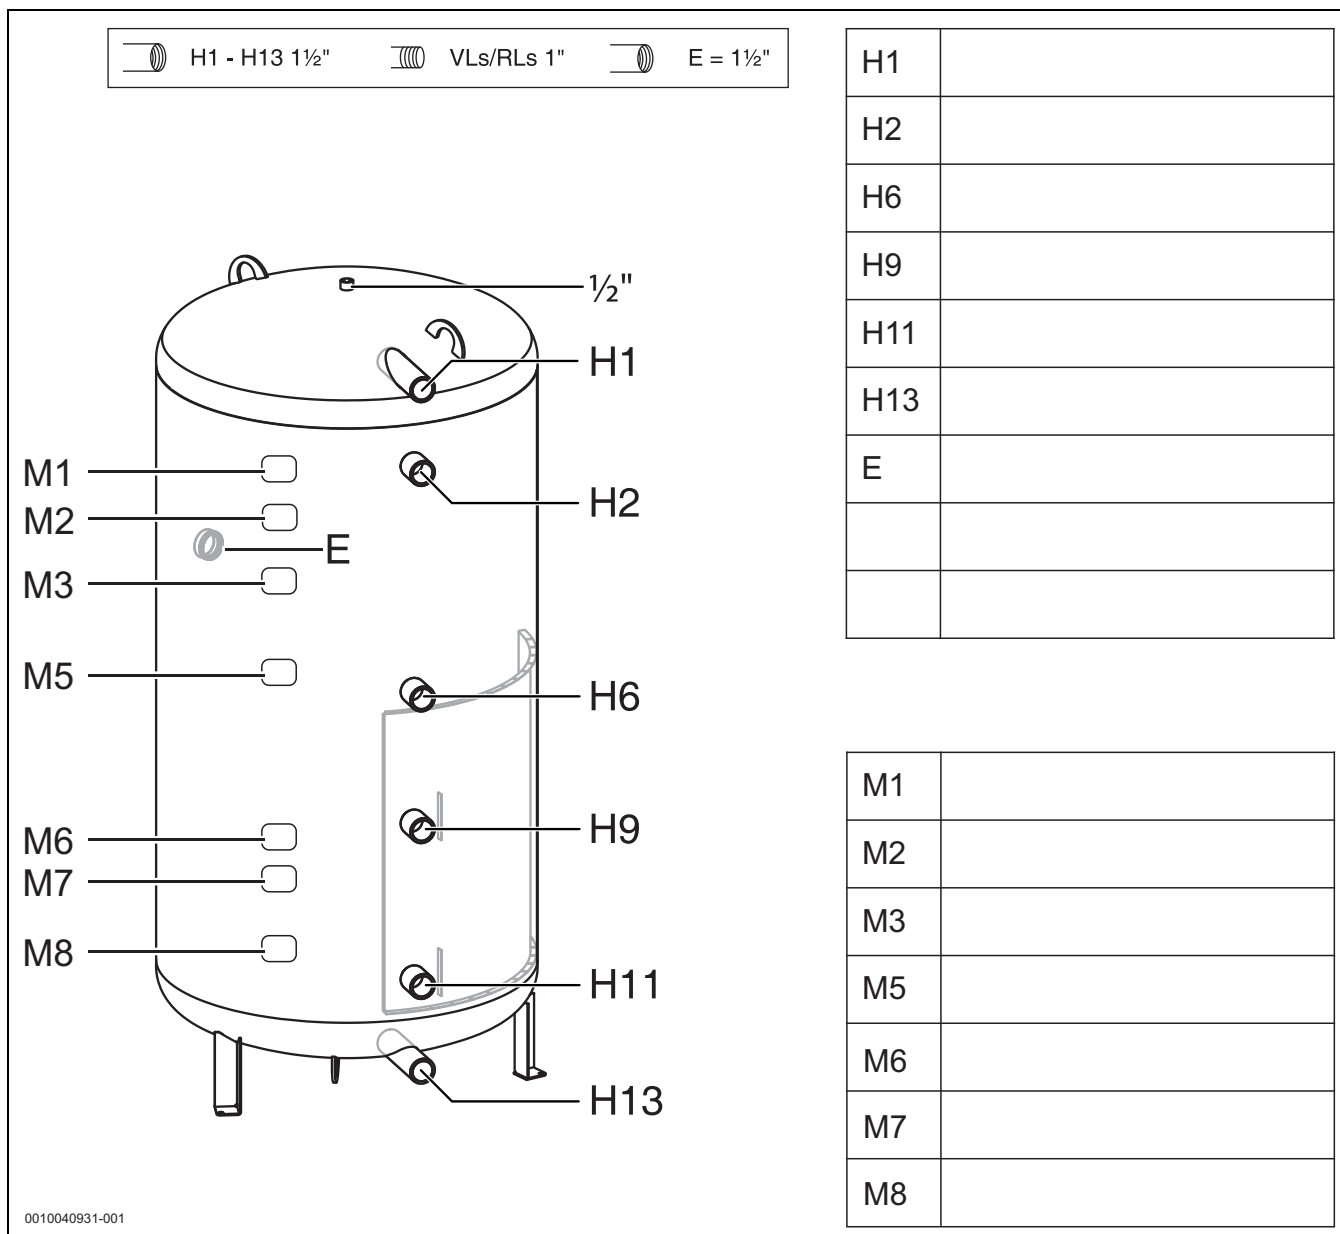 H1 - H13 1½" VLs/RLs 1" E = 1½"
½"
H1
H2
H6
H9
H11
H13
M1
M2
E
M3
M5
M6
M7
M8
H1
H2
H6
H9
H11
H13
E
M1
M2
M3
M5
M6
M7
M8
0010040931-001